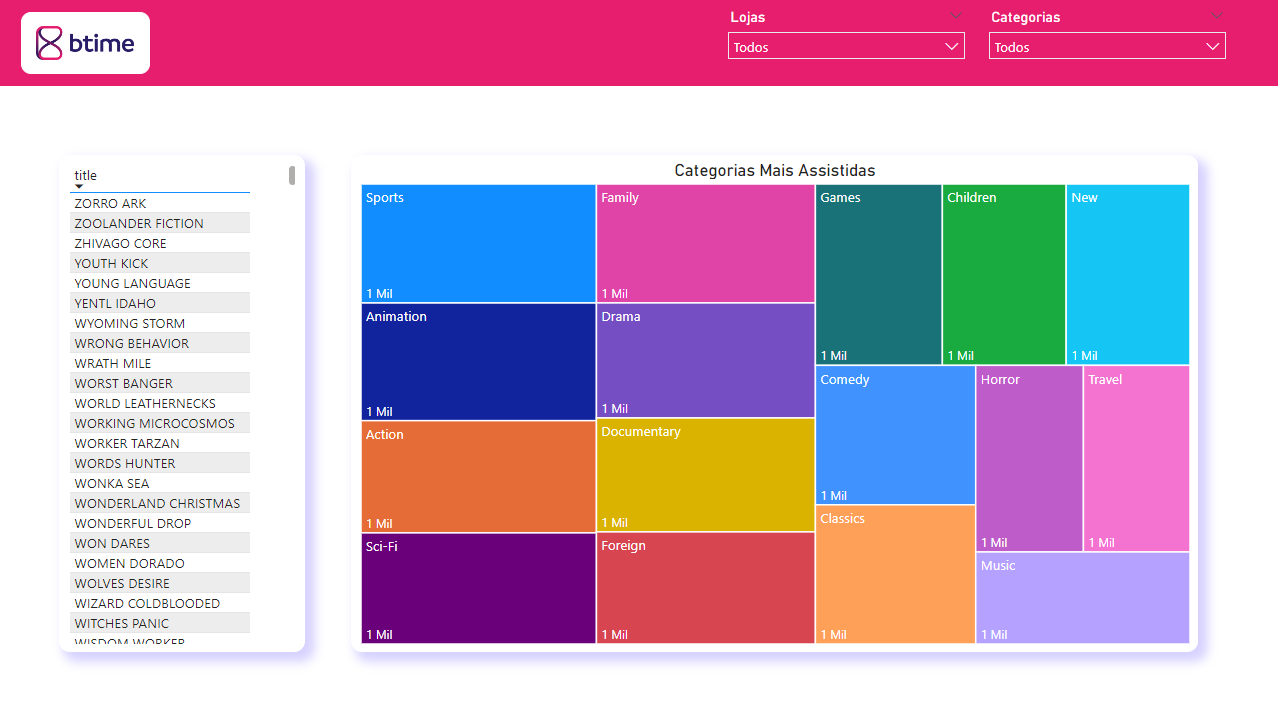 btime
Lojas
Todos
Categorias
Todos
title
ZORRO ARK
ZOOLANDER FICTION
ZHIVAGO CORE
YOUTH KICK
YOUNG LANGUAGE
YENTL IDAHO
WYOMING STORM
WRONG BEHAVIOR
WRATH MILE
WORST BANGER
WORLD LEATHERNECKS
WORKING MICROCOSMOS
WORKER TARZAN
WORDS HUNTER
WONKA SEA
WONDERLAND CHRISTMAS
WONDERFUL DROP
WON DARES
WOMEN DORADO
WOLVES DESIRE
WIZARD COLDBLOODED
WITCHES PANIC
WISDOM WORKER
Categorias Mais Assistidas
Sports
1 Mil
Animation
1 Mil
Action
1 Mil
Sci-Fi
1 Mil
Family
1 Mil
Drama
1 Mil
Documentary
1 Mil
Foreign
1 Mil
Games
1 Mil
Children
1 Mil
New
1 Mil
Comedy
1 Mil
Classics
1 Mil
Horror
1 Mil
Travel
1 Mil
Music
1 Mil